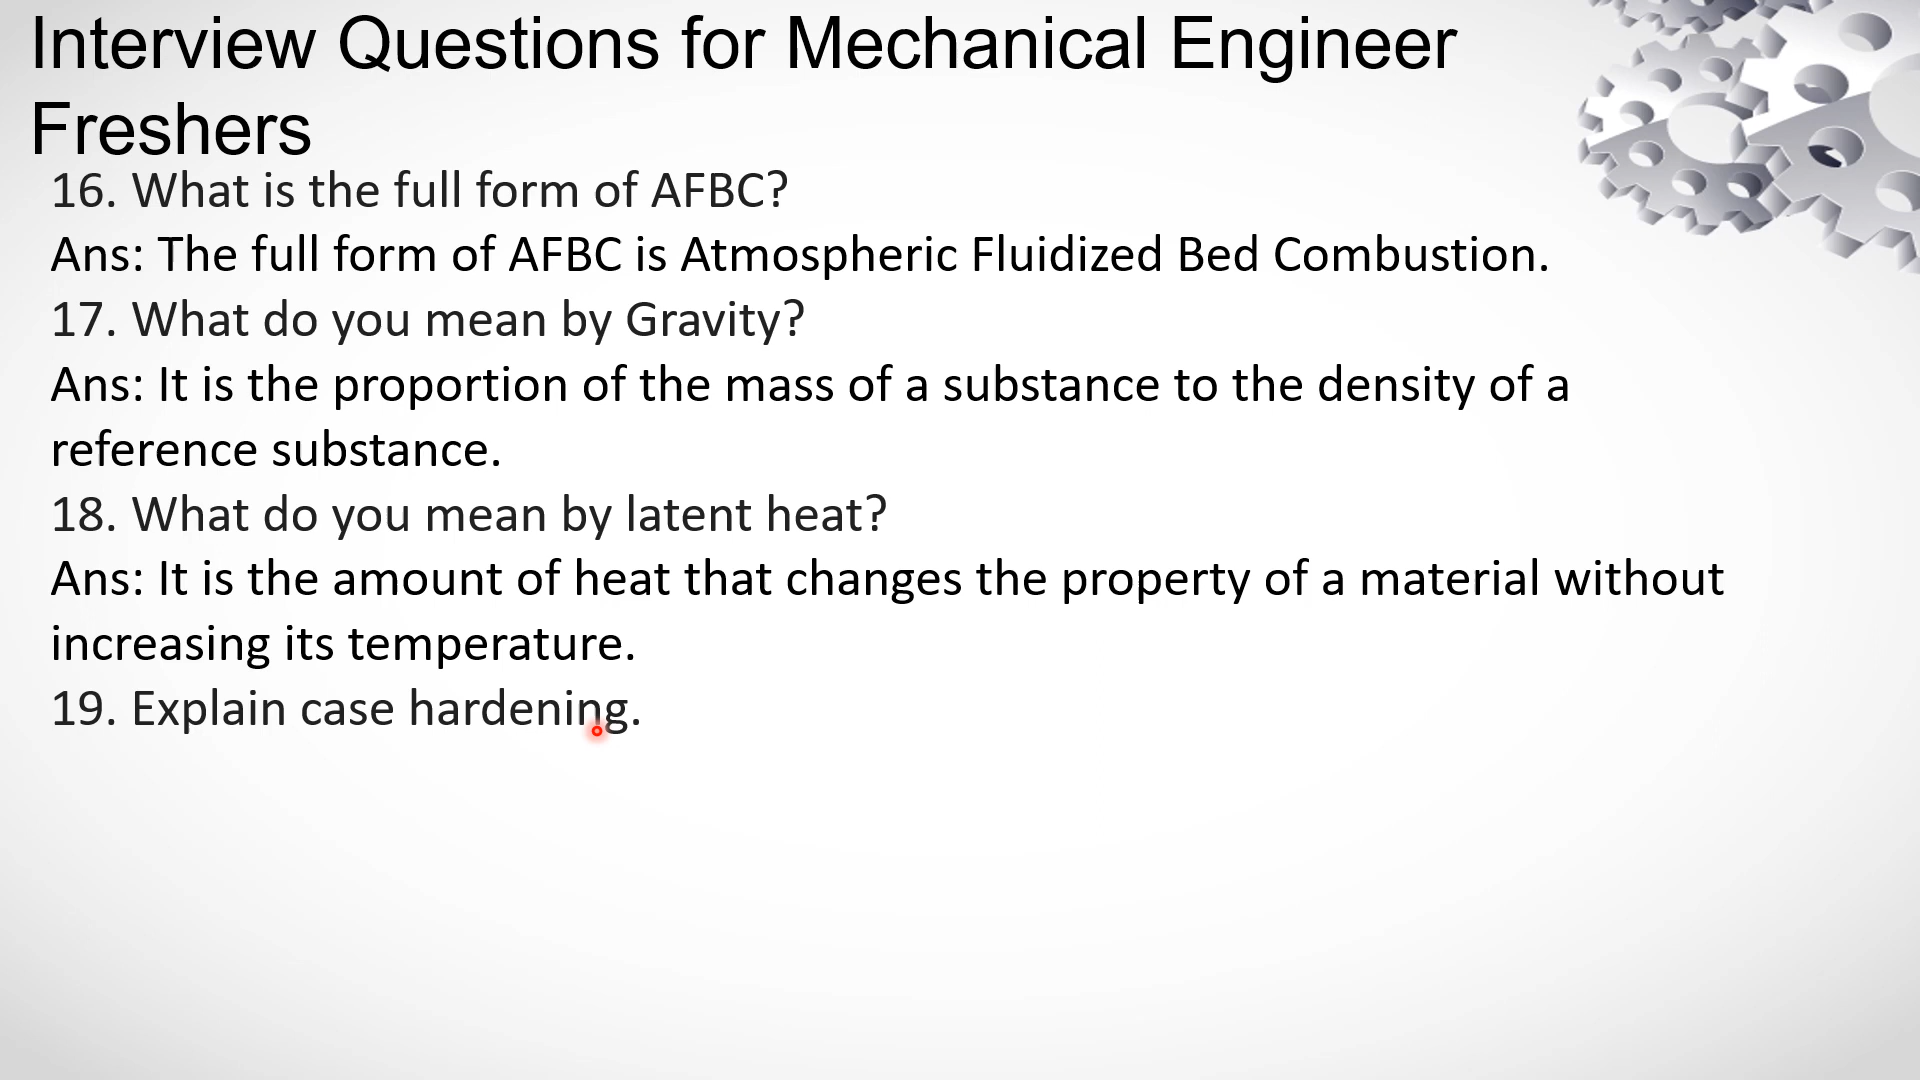 Interview Questions for Mechanical Engineer
Freshers
16. What is the full form of AFBC?
Ans: The full form of AFBC is Atmospheric Fluidized Bed Combustion.
17. What do you mean by Gravity?
Ans: It is the proportion of the mass of a substance to the density of a
reference substance.
18. What do you mean by latent heat?
Ans: It is the amount of heat that changes the property of a material without
increasing its temperature.
19. Explain case hardening.